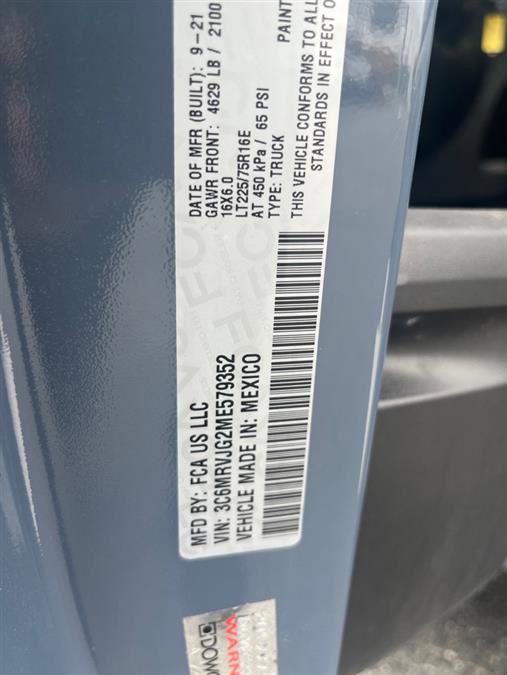 MFD BY: FCA US LLC
DATE OF MFR (BUILT): 9-21
GAWR FRONT: 4629 LB / 2100
16X6.0
LT225/75R16E
AT 450 kPa / 65 PSI
TYPE: TRUCK
PAINT
VIN: 3C6MRVJG2ME579352
VEHICLE MADE IN: MEXICO
THIS VEHICLE CONFORMS TO ALL
STANDARDS IN EFFECT O
WARN
DOWC